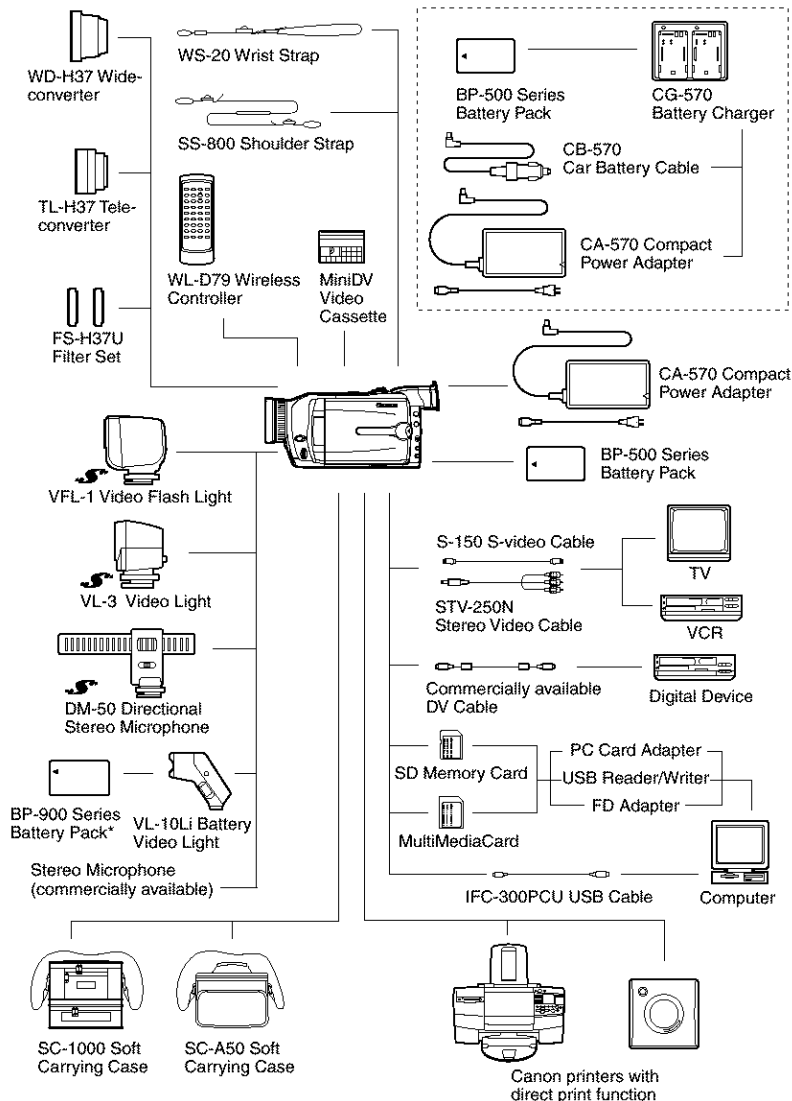 WD-H37 Wide-
converter
WS-20 Wrist Strap
SS-800 Shoulder Strap
BP-500 Series
Battery Pack
CG-570
Battery Charger
CB-570
Car Battery Cable
CA-570 Compact
Power Adapter
TL-H37 Tele-
converter
WL-D79 Wireless
Controller
MiniDV
Video
Cassette
FS-H37U
Filter Set
CA-570 Compact
Power Adapter
BP-500 Series
Battery Pack
VFL-1 Video Flash Light
VL-3 Video Light
DM-50 Directional
Stereo Microphone
BP-900 Series
Battery Pack*
VL-10Li Battery
Video Light
Stereo Microphone
(commercially available)
S-150 S-video Cable
STV-250N
Stereo Video Cable
TV
VCR
Commercially available
DV Cable
Digital Device
SD Memory Card
MultiMediaCard
PC Card Adapter
USB Reader/Writer
FD Adapter
IFC-300PCU USB Cable
Computer
SC-1000 Soft
Carrying Case
SC-A50 Soft
Carrying Case
Canon printers with
direct print function